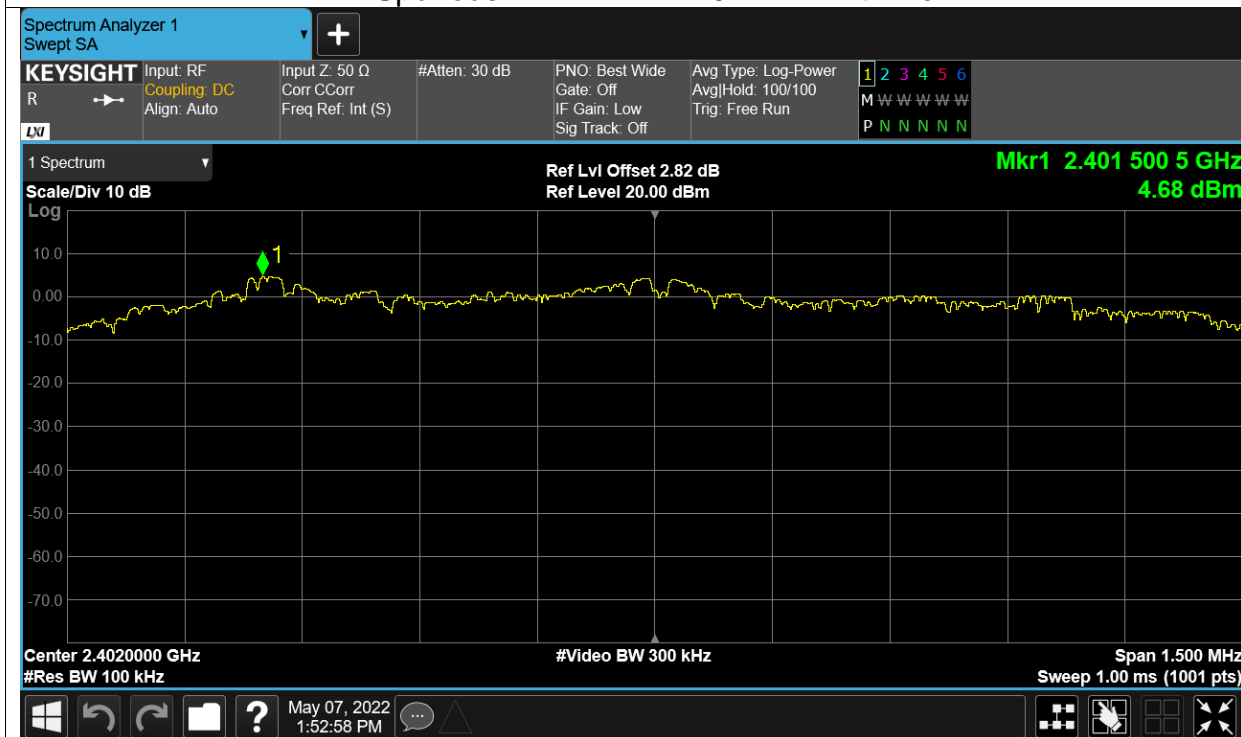 Spectrum Analyzer 1
Swept SA
KEYSIGHT Input: RF Input Z: 50 Ω #Atten: 30 dB PNO: Best Wide Avg Type: Log-Power 1 2 3 4 5 6
R Coupling: DC Corr CCorr Gate: Off Avg|Hold: 100/100 M W W W W W
Align: Auto Freq Ref: Int (S) IF Gain: Low Trig: Free Run
LXI Sig Track: Off P N N N N N
1 Spectrum Ref Lvl Offset 2.82 dB Mkr1 2.401 500 5 GHz
Scale/Div 10 dB Ref Level 20.00 dBm 4.68 dBm
Log
10.0
1
0.00
-10.0
-20.0
-30.0
-40.0
-50.0
-60.0
-70.0
Center 2.4020000 GHz #Video BW 300 kHz Span 1.500 MHz
#Res BW 100 kHz Sweep 1.00 ms (1001 pts)
? May 07, 2022
1:52:58 PM